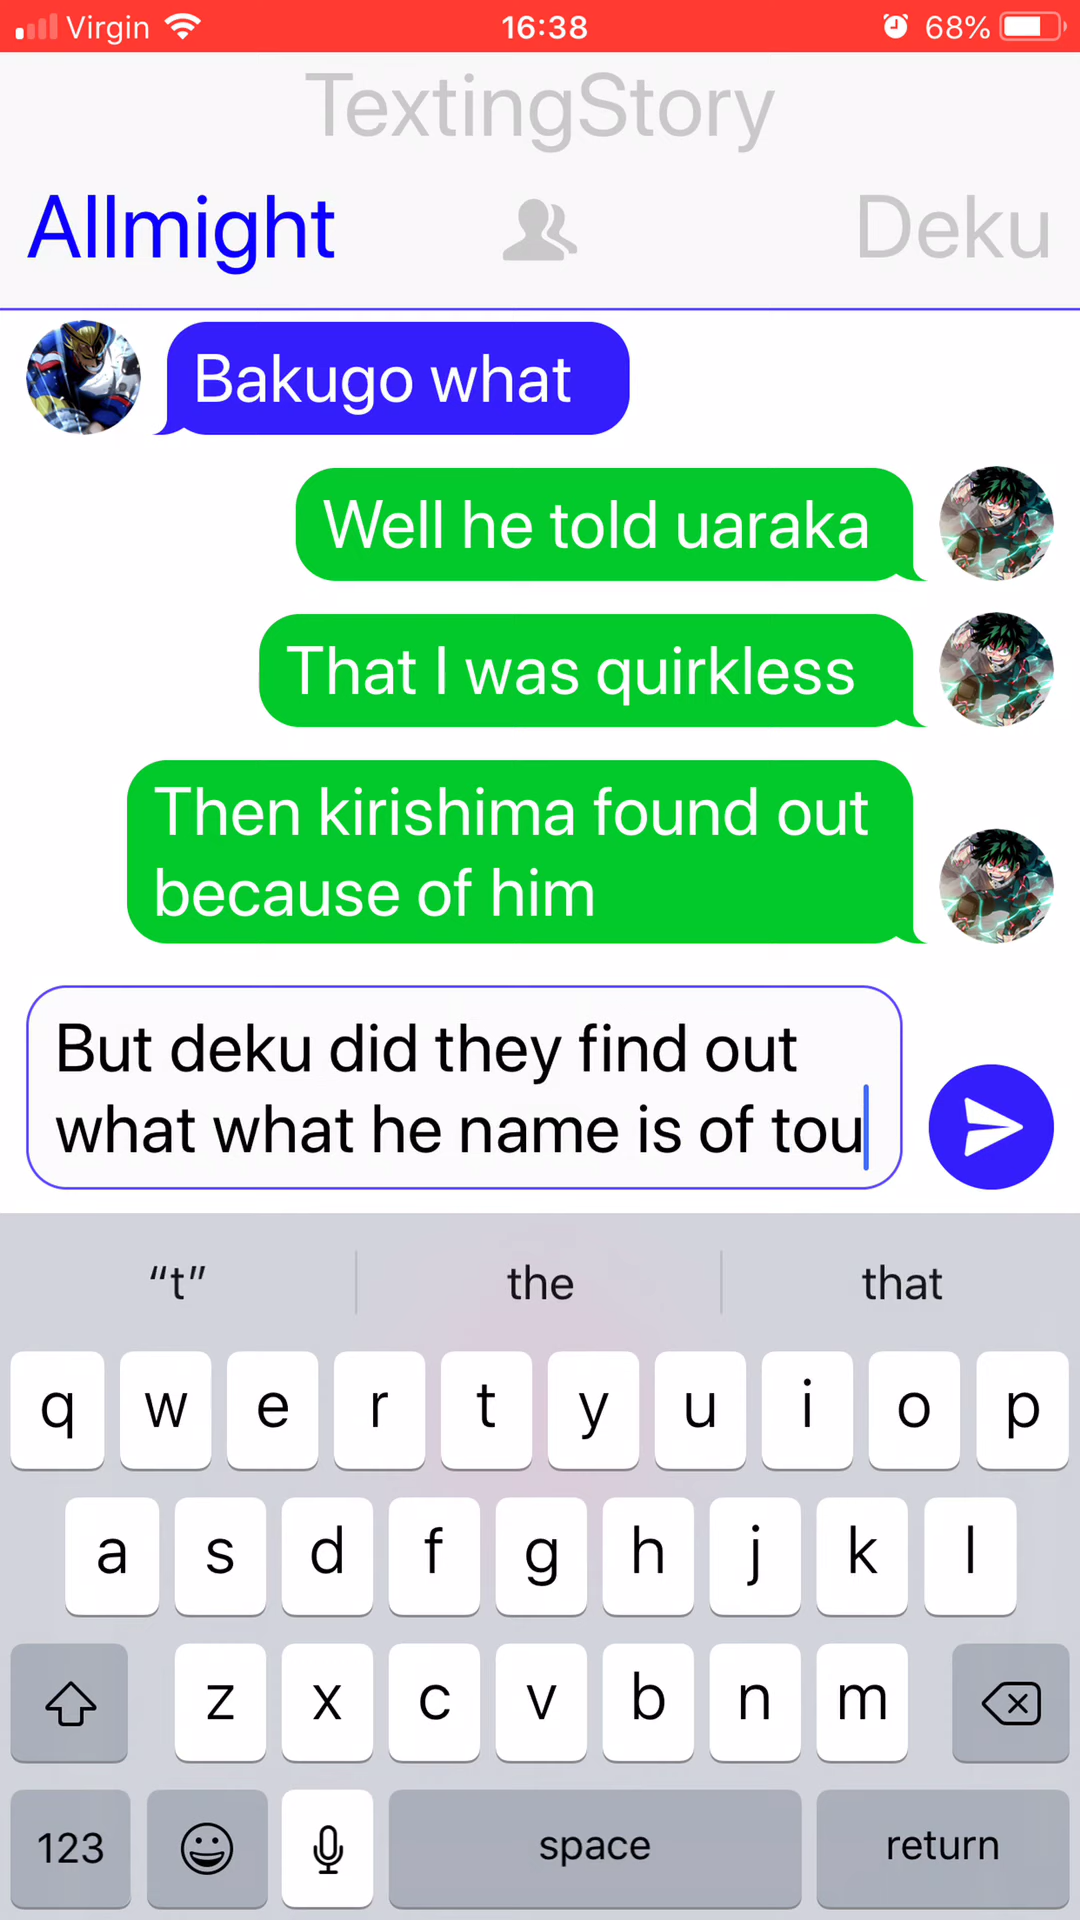 Virgin 16:38 68%
TextingStory
Allmight Deku
Bakugo what
Well he told uaraka
That I was quirkless
Then kirishima found out
because of him
But deku did they find out
what what he name is of tou
“t” the that
q w e r t y u i o p
a s d f g h j k l
z x c v b n m
123 space return